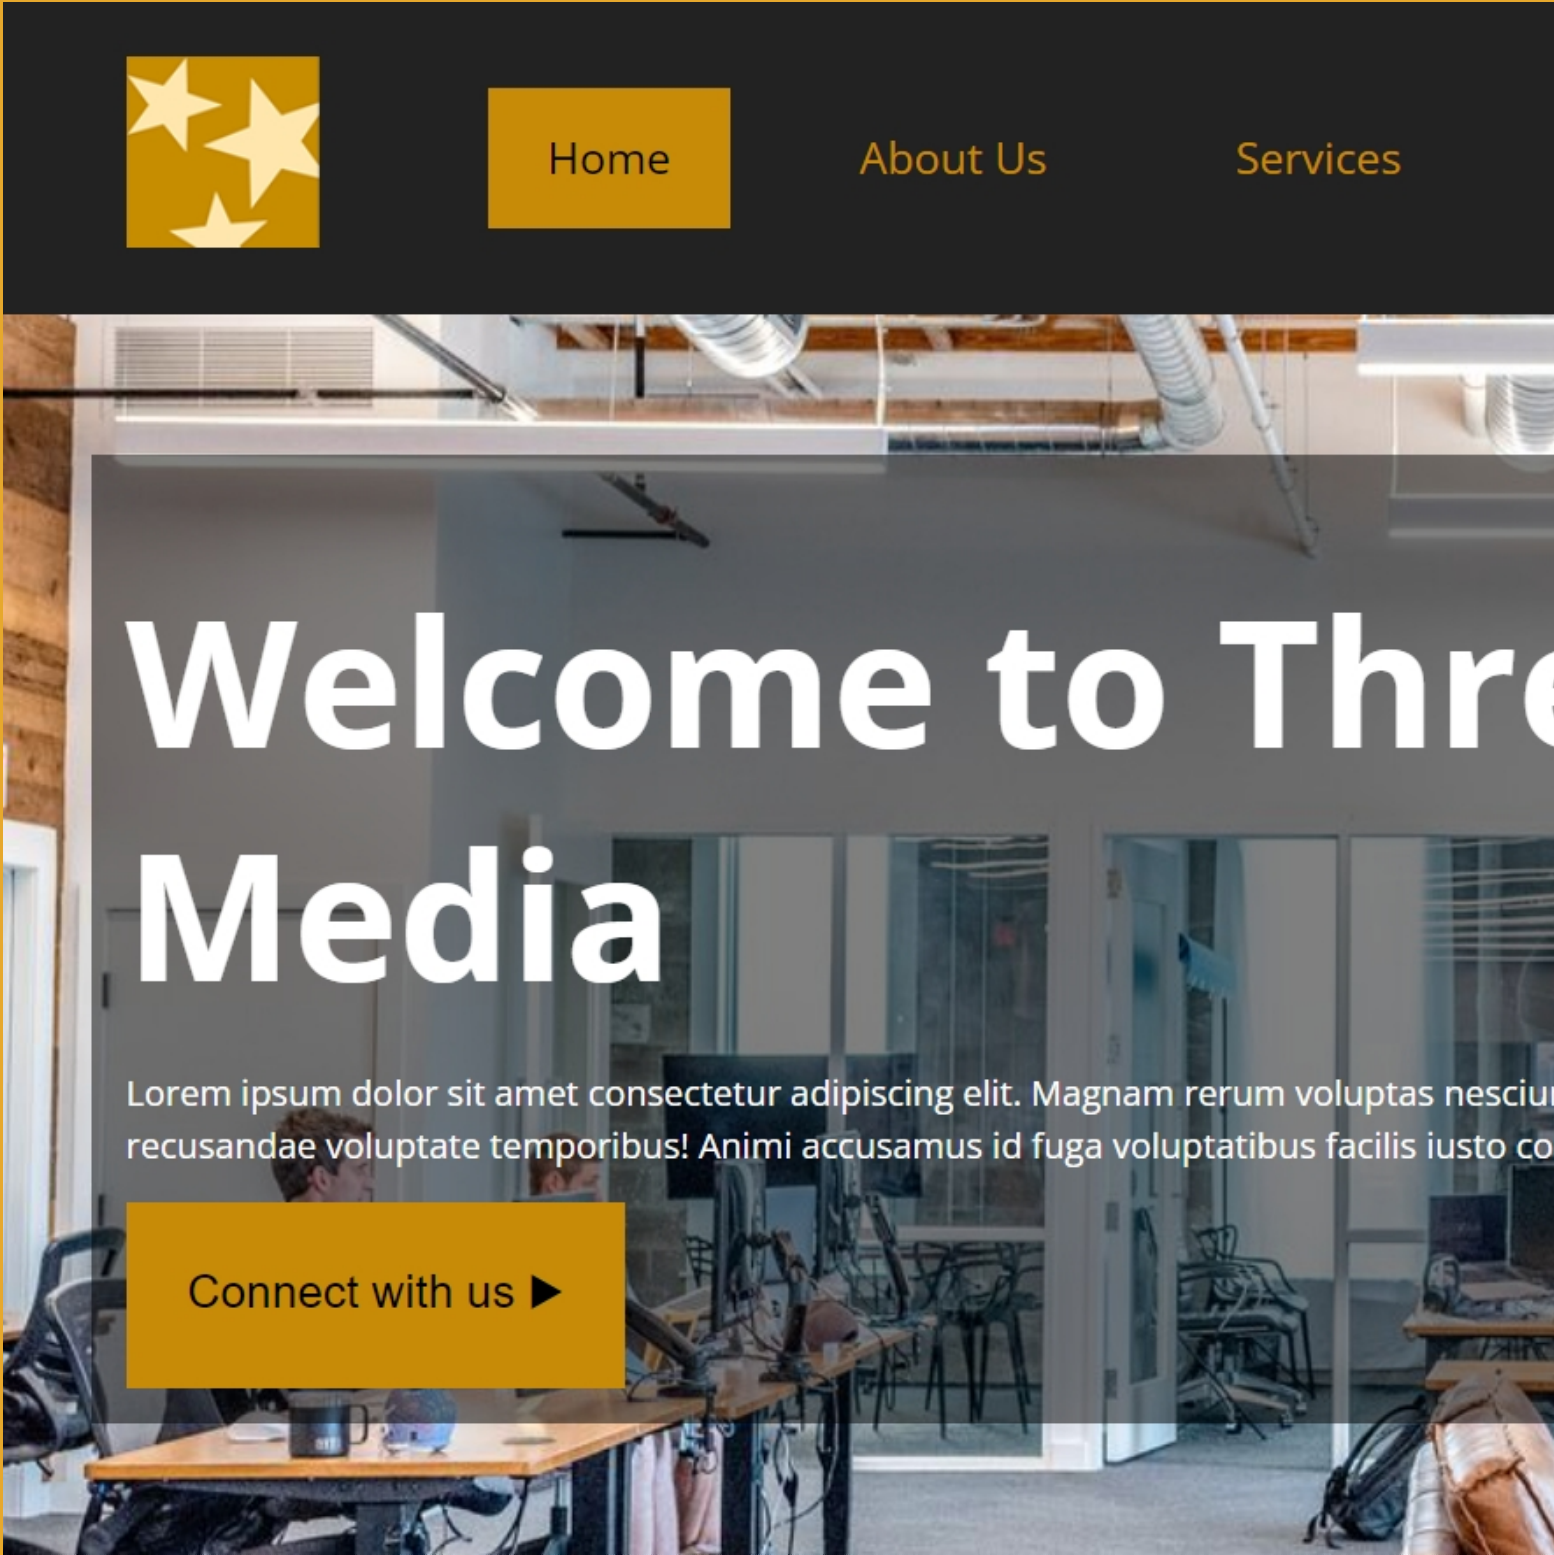 Home
About Us
Services
Welcome to Thre
Media
Lorem ipsum dolor sit amet consectetur adipiscing elit. Magnam rerum voluptas nesciun
recusandae voluptate temporibus! Animi accusamus id fuga voluptatibus facilis iusto co
Connect with us ▶